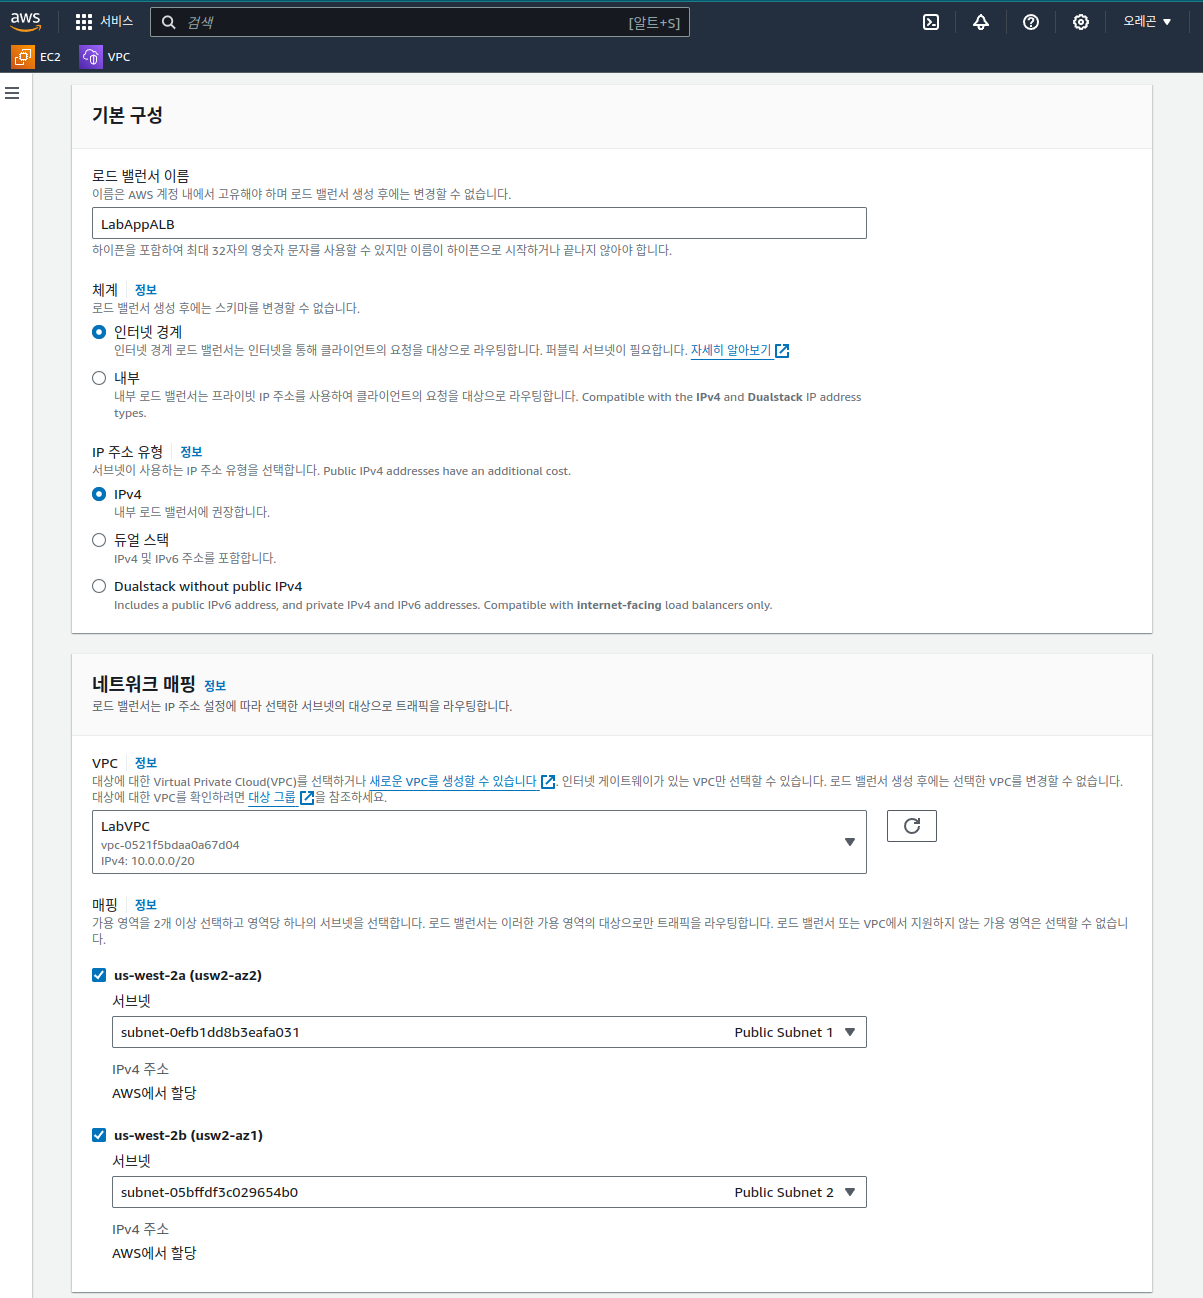 aws
서비스
검색
[알트+S]
오레곤
EC2
VPC
기본 구성
로드 밸런서 이름
이름은 AWS 계정 내에서 고유해야 하며 로드 밸런서 생성 후에는 변경할 수 없습니다.
LabAppALB
하이픈을 포함하여 최대 32자의 영숫자 문자를 사용할 수 있지만 이름이 하이픈으로 시작하거나 끝나지 않아야 합니다.
체계 정보
로드 밸런서 생성 후에는 스키마를 변경할 수 없습니다.
인터넷 경계
인터넷 경계 로드 밸런서는 인터넷을 통해 클라이언트의 요청을 대상으로 라우팅합니다. 퍼블릭 서브넷이 필요합니다. 자세히 알아보기
내부
내부 로드 밸런서는 프라이빗 IP 주소를 사용하여 클라이언트의 요청을 대상으로 라우팅합니다. Compatible with the IPv4 and Dualstack IP address
types.
IP 주소 유형 정보
서브넷이 사용하는 IP 주소 유형을 선택합니다. Public IPv4 addresses have an additional cost.
IPv4
내부 로드 밸런서에 권장합니다.
듀얼 스택
IPv4 및 IPv6 주소를 포함합니다.
Dualstack without public IPv4
Includes a public IPv6 address, and private IPv4 and IPv6 addresses. Compatible with internet-facing load balancers only.
네트워크 매핑 정보
로드 밸런서는 IP 주소 설정에 따라 선택한 서브넷의 대상으로 트래픽을 라우팅합니다.
VPC 정보
대상에 대한 Virtual Private Cloud(VPC)를 선택하거나 새로운 VPC를 생성할 수 있습니다. 인터넷 게이트웨이가 있는 VPC만 선택할 수 있습니다. 로드 밸런서 생성 후에는 선택한 VPC를 변경할 수 없습니다.
대상에 대한 VPC를 확인하려면 대상 그룹을 참조하세요.
LabVPC
vpc-0521f5bdaa0a67d04
IPv4: 10.0.0.0/20
매핑 정보
가용 영역을 2개 이상 선택하고 영역당 하나의 서브넷을 선택합니다. 로드 밸런서는 이러한 가용 영역의 대상으로만 트래픽을 라우팅합니다. 로드 밸런서 또는 VPC에서 지원하지 않는 가용 영역은 선택할 수 없습니
다.
us-west-2a (usw2-az2)
서브넷
subnet-0efb1dd8b3eafa031 Public Subnet 1
IPv4 주소
AWS에서 할당
us-west-2b (usw2-az1)
서브넷
subnet-05bffdf3c029654b0 Public Subnet 2
IPv4 주소
AWS에서 할당